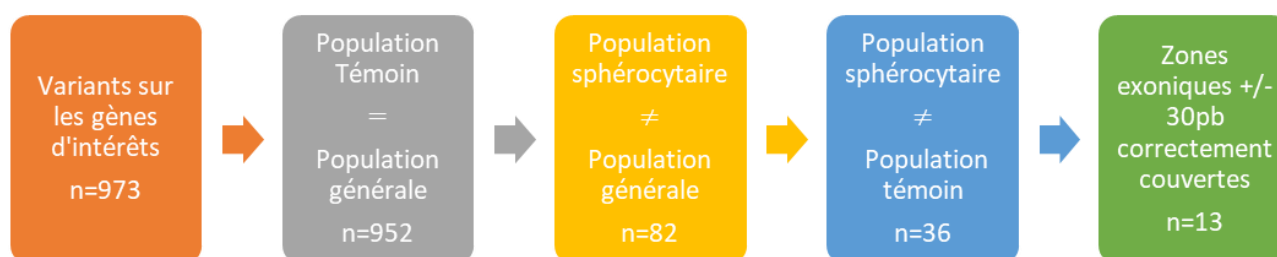 Variants sur
les gènes
d'intérêts
n=973
Population
Témoin
=
Population
générale
n=952
Population
sphérocytaire
≠
Population
générale
n=82
Population
sphérocytaire
≠
Population
témoin
n=36
Zones
exoniques +/-
30pb
correctement
couvertes
n=13